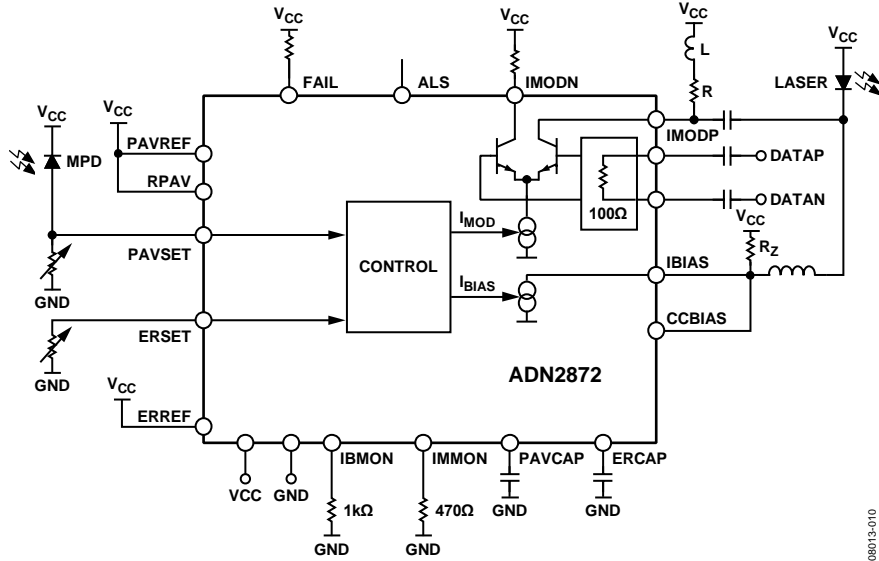 VCC
VCC
VCC
VCC
L
FAIL
ALS
IMODN
R
LASER
VCC
VCC
PAVREF
MPD
IMODP
RPAV
DATAP
DATAN
100Ω
VCC
IMOD
PAVSET
CONTROL
RZ
GND
IBIAS
IBIAS
CCBIAS
ERSET
GND
ADN2872
VCC
ERREF
IBMON
IMMON
PAVCAP
ERCAP
VCC
GND
1kΩ
470Ω
GND
GND
GND
GND
08013-010